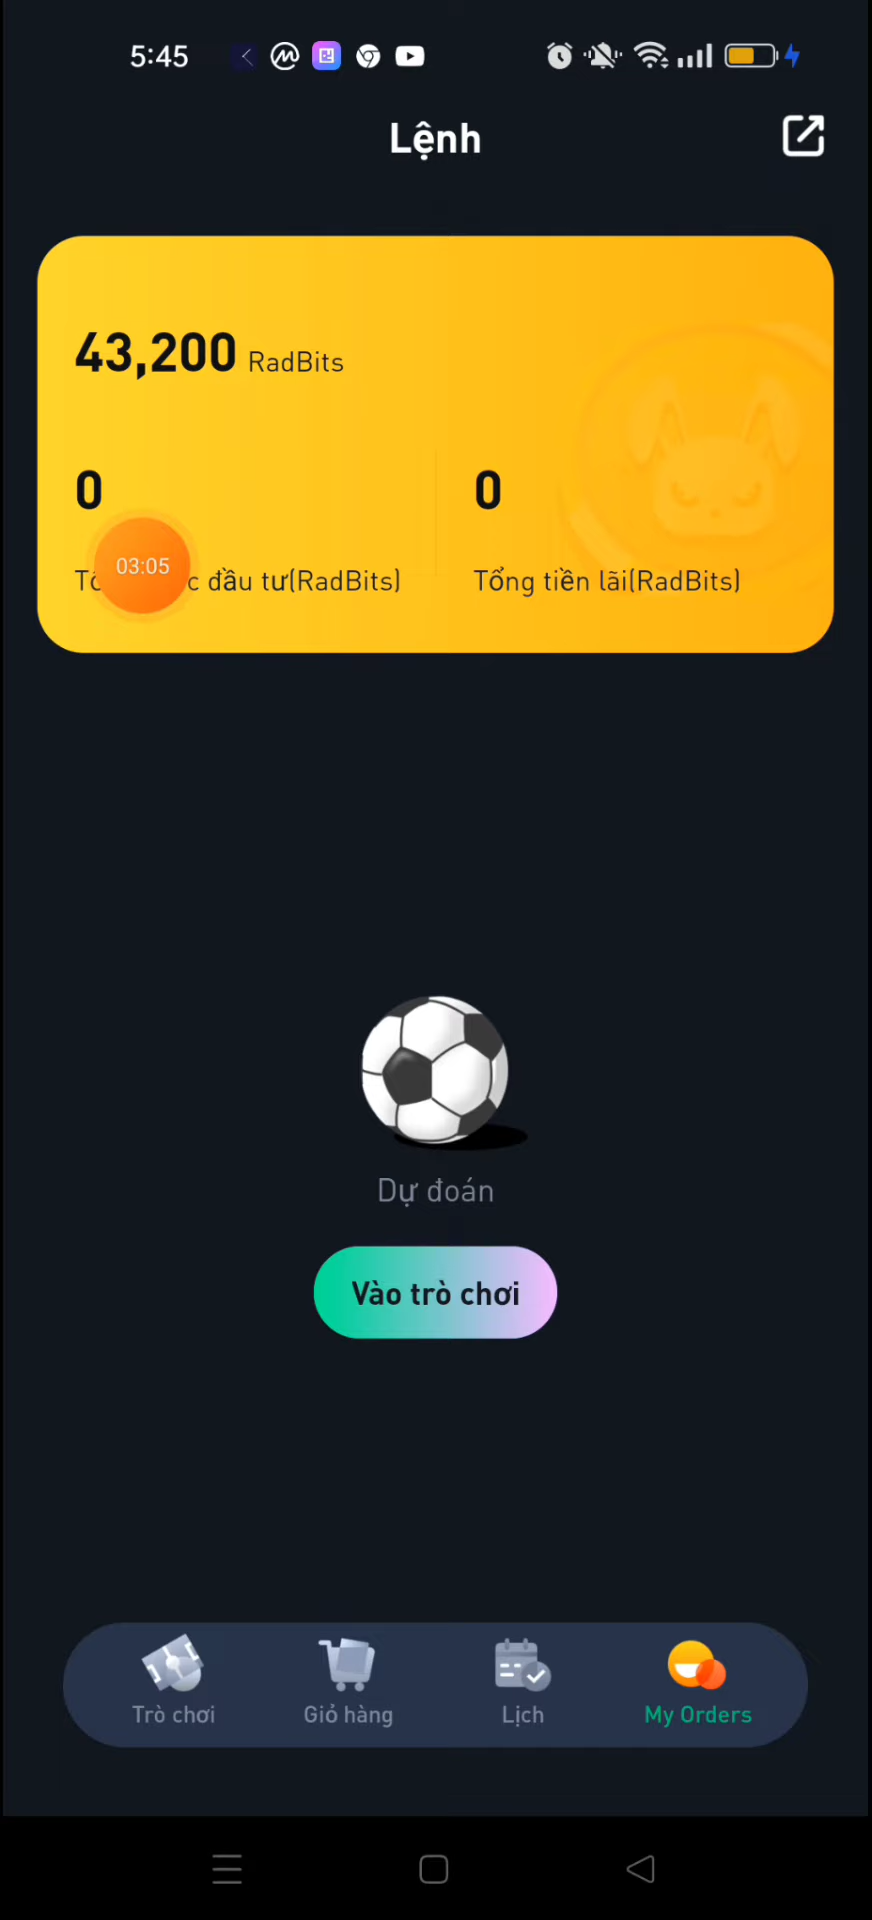 5:45
Lệnh
43,200 RadBits
0
0
03:05
đầu tư(RadBits)
Tổng tiền lãi(RadBits)
Dự đoán
Vào trò chơi
Trò chơi
Giỏ hàng
Lịch
My Orders